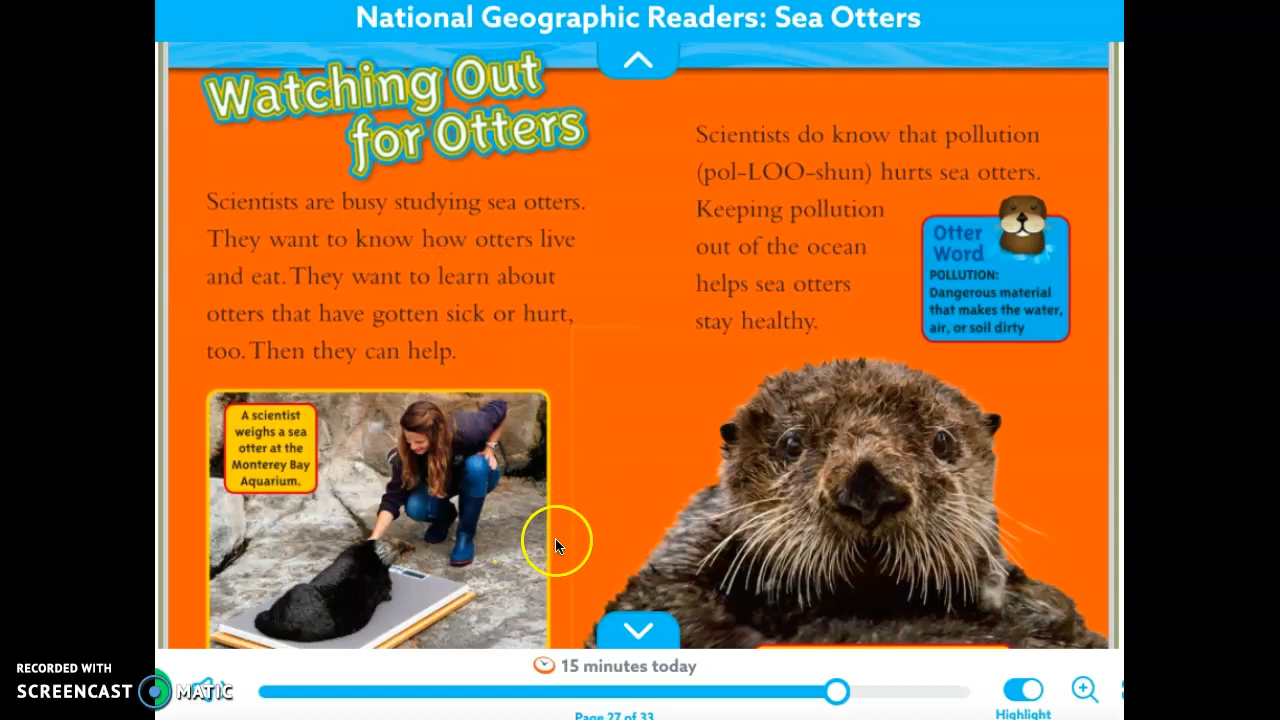 National Geographic Readers: Sea Otters
Watching Out
for Otters
Scientists are busy studying sea otters.
They want to know how otters live
and eat. They want to learn about
otters that have gotten sick or hurt,
too. Then they can help.
A scientist
weighs a sea
otter at the
Monterey Bay
Aquarium.
Scientists do know that pollution
(pol-LOO-shun) hurts sea otters.
Keeping pollution
out of the ocean
helps sea otters
stay healthy.
Otter
Word
POLLUTION:
Dangerous material
that makes the water,
air, or soil dirty
15 minutes today
Page 27 of 33
Highlight
RECORDED WITH
SCREENCAST MATIC